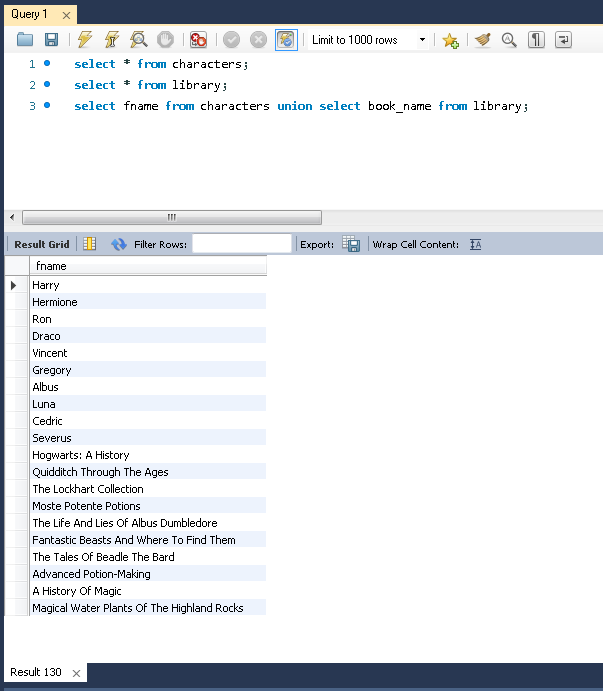 Query 1
Limit to 1000 rows
1 select * from characters;
2 select * from library;
3 select fname from characters union select book_name from library;
Result Grid Filter Rows: Export: Wrap Cell Content:
fname
Harry
Hermione
Ron
Draco
Vincent
Gregory
Albus
Luna
Cedric
Severus
Hogwarts: A History
Quidditch Through The Ages
The Lockhart Collection
Moste Potente Potions
The Life And Lies Of Albus Dumbledore
Fantastic Beasts And Where To Find Them
The Tales Of Beadle The Bard
Advanced Potion-Making
A History Of Magic
Magical Water Plants Of The Highland Rocks
Result 130